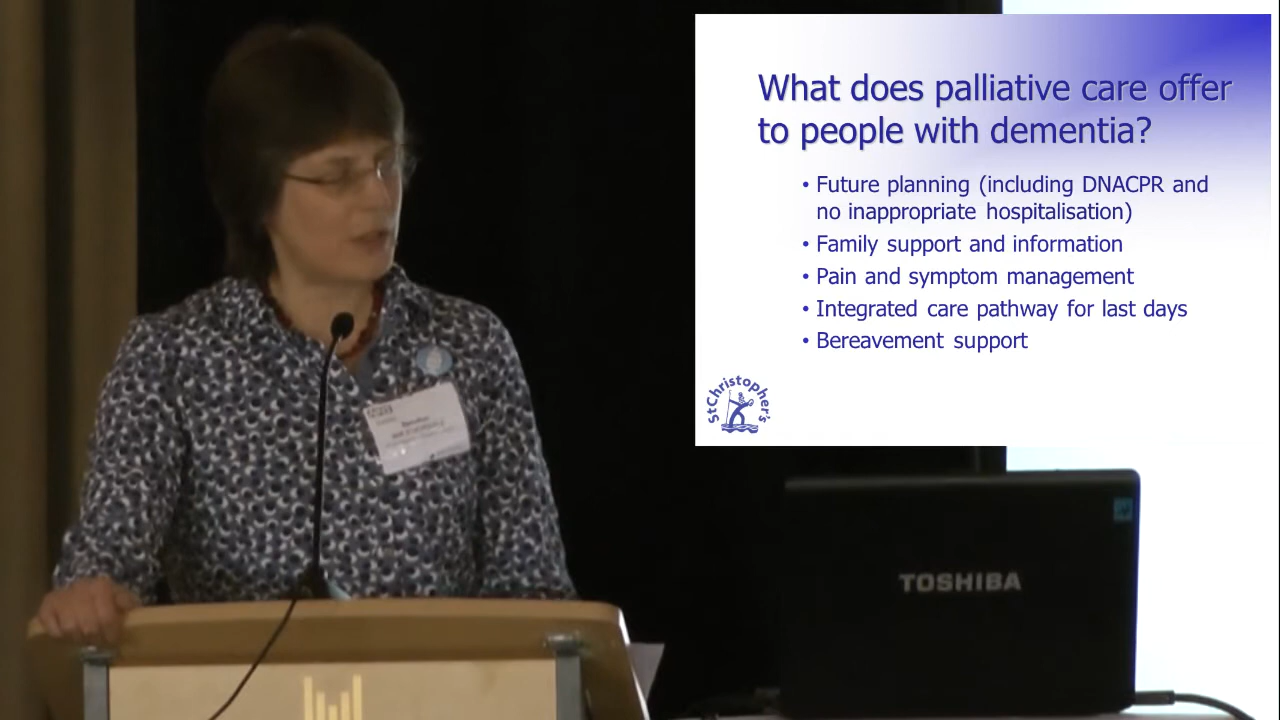 What does palliative care offer
to people with dementia?
• Future planning (including DNACPR and
no inappropriate hospitalisation)
• Family support and information
• Pain and symptom management
• Integrated care pathway for last days
• Bereavement support
StChristopher's
TOSHIBA